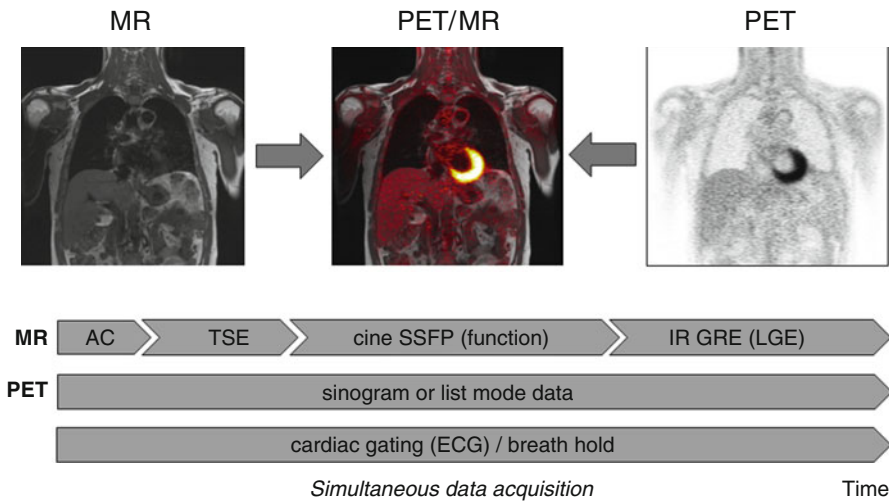 MR PET/MR PET
MR AC TSE cine SSFP (function) IR GRE (LGE)
PET sinogram or list mode data
cardiac gating (ECG) / breath hold
Simultaneous data acquisition Time